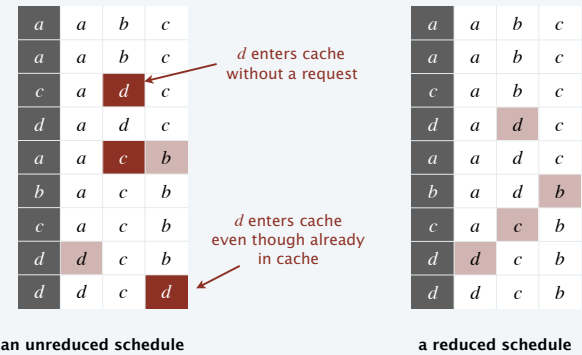 a a b c
a a b c
c a d c
d a d c
a a c b
b a c b
c a c b
d d c b
d d c d
d enters cache
without a request
d enters cache
even though already
in cache
an unreduced schedule
a a b c
a a b c
c a b c
d a d c
a a d c
b a d b
c a c b
d d c b
d d c b
a reduced schedule